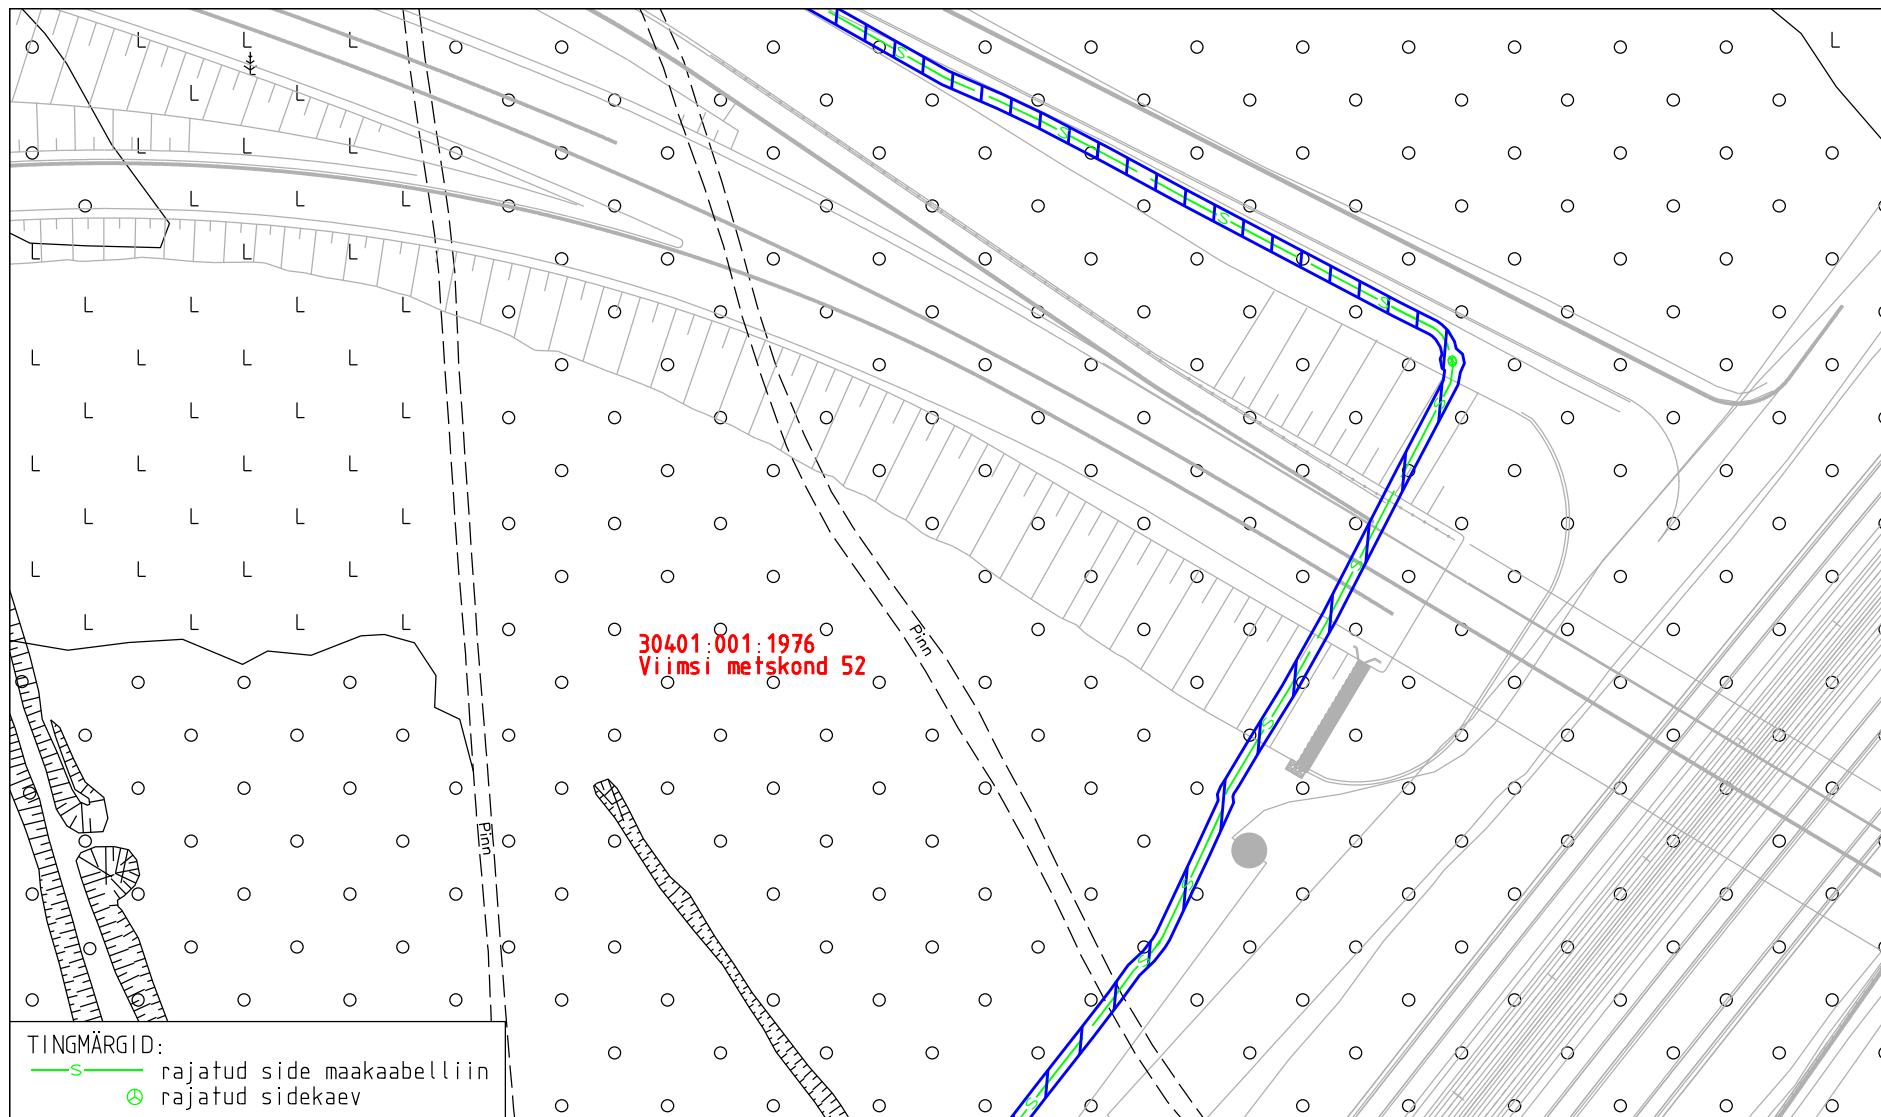 30401:001:1976
Viimsi metskond 52
Pinn
Pinn
TINGMÄRGID:
S rajatud side maakaabelliin
rajatud sidekaev